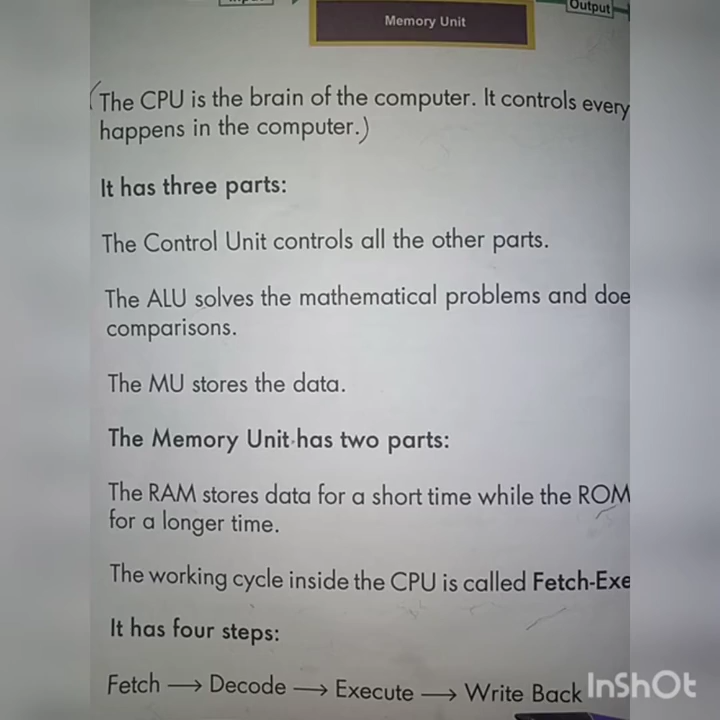 Output
Memory Unit
(The CPU is the brain of the computer. It controls every
happens in the computer.)
It has three parts:
The Control Unit controls all the other parts.
The ALU solves the mathematical problems and doe
comparisons.
The MU stores the data.
The Memory Unit has two parts:
The RAM stores data for a short time while the ROM
for a longer time.
The working cycle inside the CPU is called Fetch-Exe
It has four steps:
Fetch → Decode → Execute → Write Back
InShOt